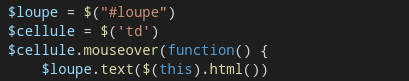 $loupe = $("#loupe")
$cellule = $('td')
$cellule.mouseover(function() {
    $loupe.text($(this).html())